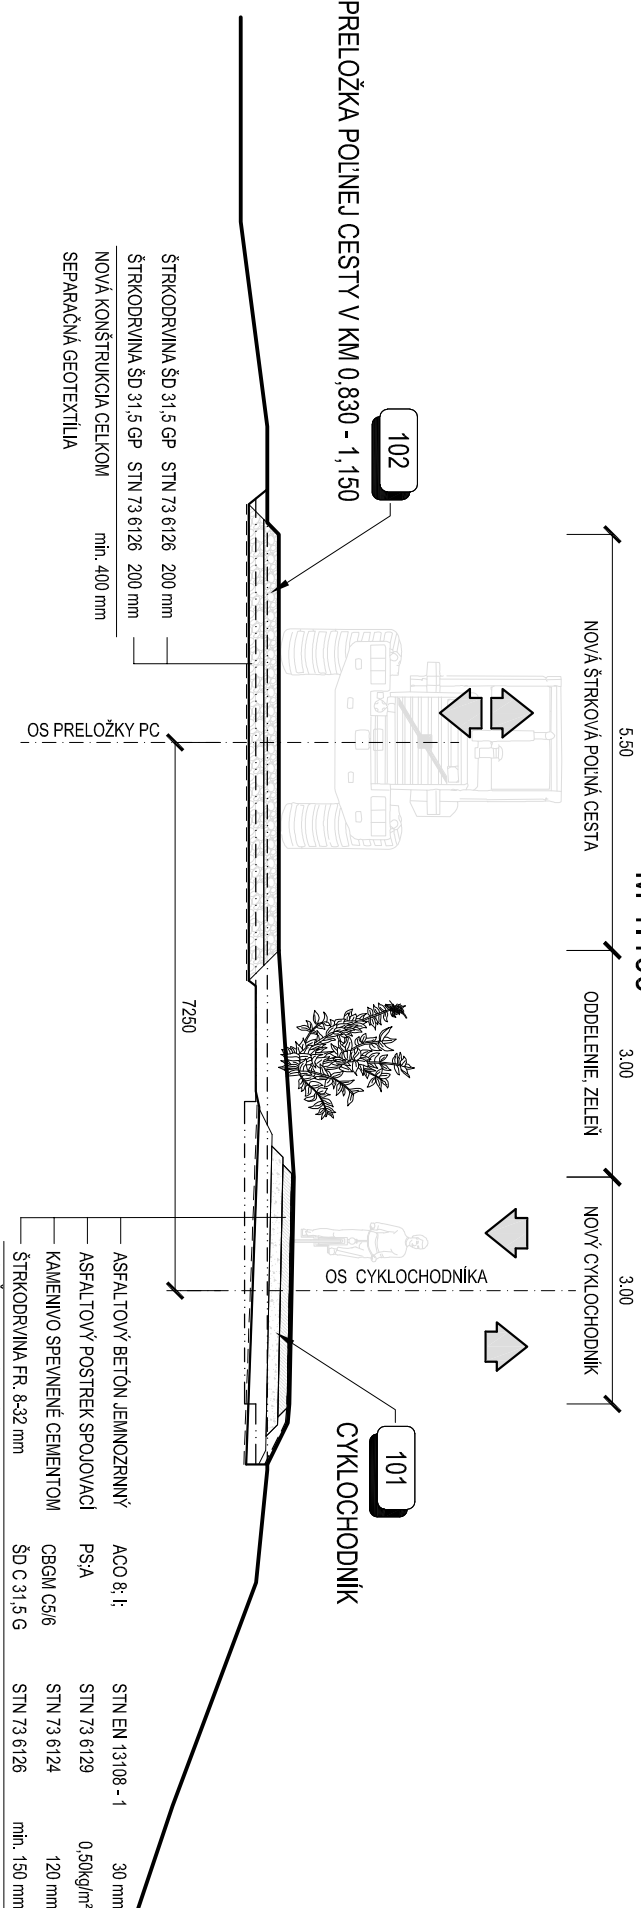 5.50
3.00
3.00
NOVÁ ŠTRKOVÁ POĽNÁ CESTA
ODDELENIE, ZELEŇ
NOVÝ CYKLOCHODNÍK
102
PRELOŽKA POĽNEJ CESTY V KM 0,830 - 1,150
101
CYKLOCHODNÍK
OS CYKLOCHODNÍKA
OS PRELOŽKY PC
7250
ŠTRKODRVINA ŠD 31,5 GP STN 73 6126 200 mm
ŠTRKODRVINA ŠD 31,5 GP STN 73 6126 200 mm
NOVÁ KONŠTRUKCIA CELKOM min. 400 mm
SEPARAČNÁ GEOTEXTÍLIA
ASFALTOVÝ BETÓN JEMNOZRNNÝ ACO 8; I; STN EN 13108 - 1 30 mm
ASFALTOVÝ POSTREK SPOJOVACÍ PS;A STN 73 6129 0,50kg/m²
KAMENIVO SPEVNENÉ CEMENTOM CBGM C5/6 STN 73 6124 120 mm
ŠTRKODRVINA FR. 8-32 mm ŠD C 31,5 G STN 73 6126 min. 150 mm